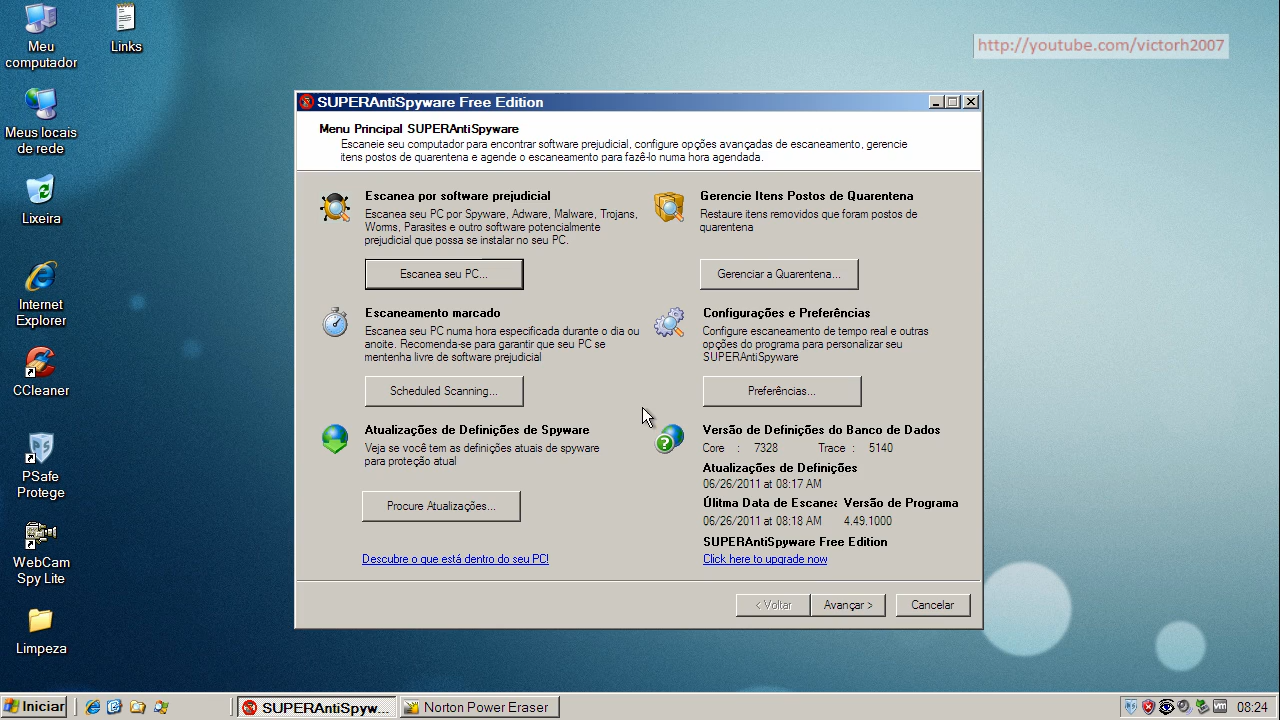 Meu
computador
Links
http://youtube.com/victorh2007
Meus locais
de rede
Lixeira
Internet
Explorer
CCleaner
PSafe
Protege
WebCam
Spy Lite
Limpeza
SUPERAntiSpyware Free Edition
Menu Principal SUPERAntiSpyware
Escaneie seu computador para encontrar software prejudicial, configure opções avançadas de escaneamento, gerencie
itens postos de quarentena e agende o escaneamento para fazê-lo numa hora agendada.
Escanea por software prejudicial
Escanea seu PC por Spyware, Adware, Malware, Trojans,
Worms, Parasites e outro software potencialmente
prejudicial que possa se instalar no seu PC.
Escanea seu PC...
Gerencie Itens Postos de Quarentena
Restaure itens removidos que foram postos de
quarentena
Gerenciar a Quarentena...
Escaneamento marcado
Escanea seu PC numa hora especificada durante o dia ou
anoite. Recomenda-se para garantir que seu PC se
mentenha livre de software prejudicial
Scheduled Scanning...
Configurações e Preferências
Configure escaneamento de tempo real e outras
opções do programa para personalizar seu
SUPERAntiSpyware
Preferências...
Atualizações de Definições de Spyware
Veja se você tem as definições atuais de spyware
para proteção atual
Procure Atualizações...
Descubre o que está dentro do seu PC!
Versão de Definições do Banco de Dados
Core : 7328 Trace : 5140
Atualizações de Definições
06/26/2011 at 08:17 AM
Úlitma Data de Escanea Versão de Programa
06/26/2011 at 08:18 AM 4.49.1000
SUPERAntiSpyware Free Edition
Click here to upgrade now
< Voltar Avançar > Cancelar
Iniciar SUPERAntiSpyw... Norton Power Eraser vm 08:24